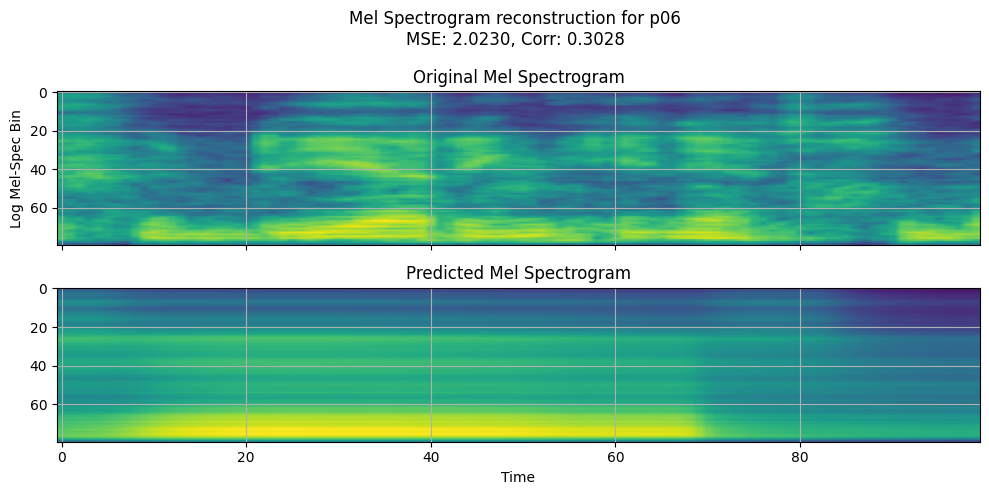 Mel Spectrogram reconstruction for p06
MSE: 2.0230, Corr: 0.3028
Original Mel Spectrogram
0
20
40
60
Log Mel-Spec Bin
Predicted Mel Spectrogram
0
20
40
60
0 20 40 60 80
Time